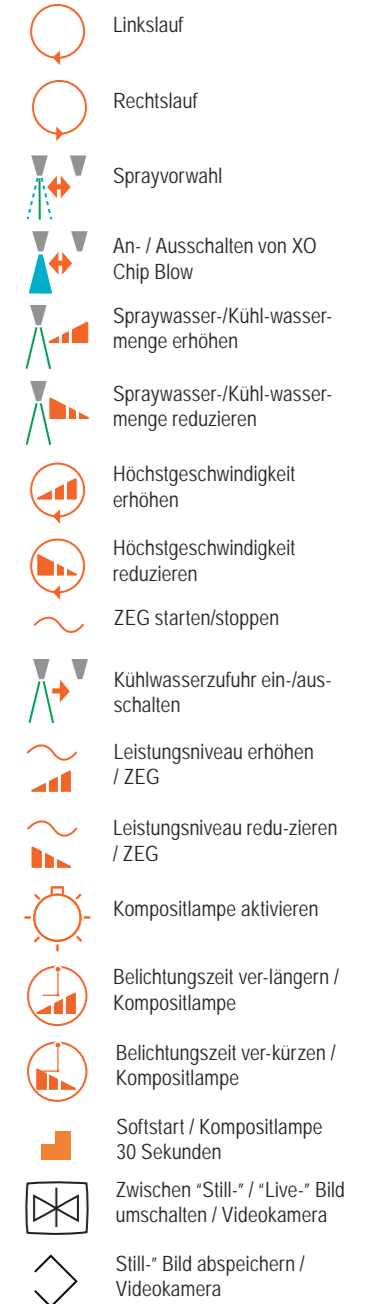 Linkslauf
Rechtslauf
Sprayvorwahl
An- / Ausschalten von XO
Chip Blow
Spraywasser-/Kühl-wasser-
menge erhöhen
Spraywasser-/Kühl-wasser-
menge reduzieren
Höchstgeschwindigkeit
erhöhen
Höchstgeschwindigkeit
reduzieren
ZEG starten/stoppen
Kühlwasserzufuhr ein-/aus-
schalten
Leistungsniveau erhöhen
/ ZEG
Leistungsniveau redu-zieren
/ ZEG
Kompositlampe aktivieren
Belichtungszeit ver-längern /
Kompositlampe
Belichtungszeit ver-kürzen /
Kompositlampe
Softstart / Kompositlampe
30 Sekunden
Zwischen “Still-” / “Live-” Bild
umschalten / Videokamera
Still-” Bild abspeichern /
Videokamera